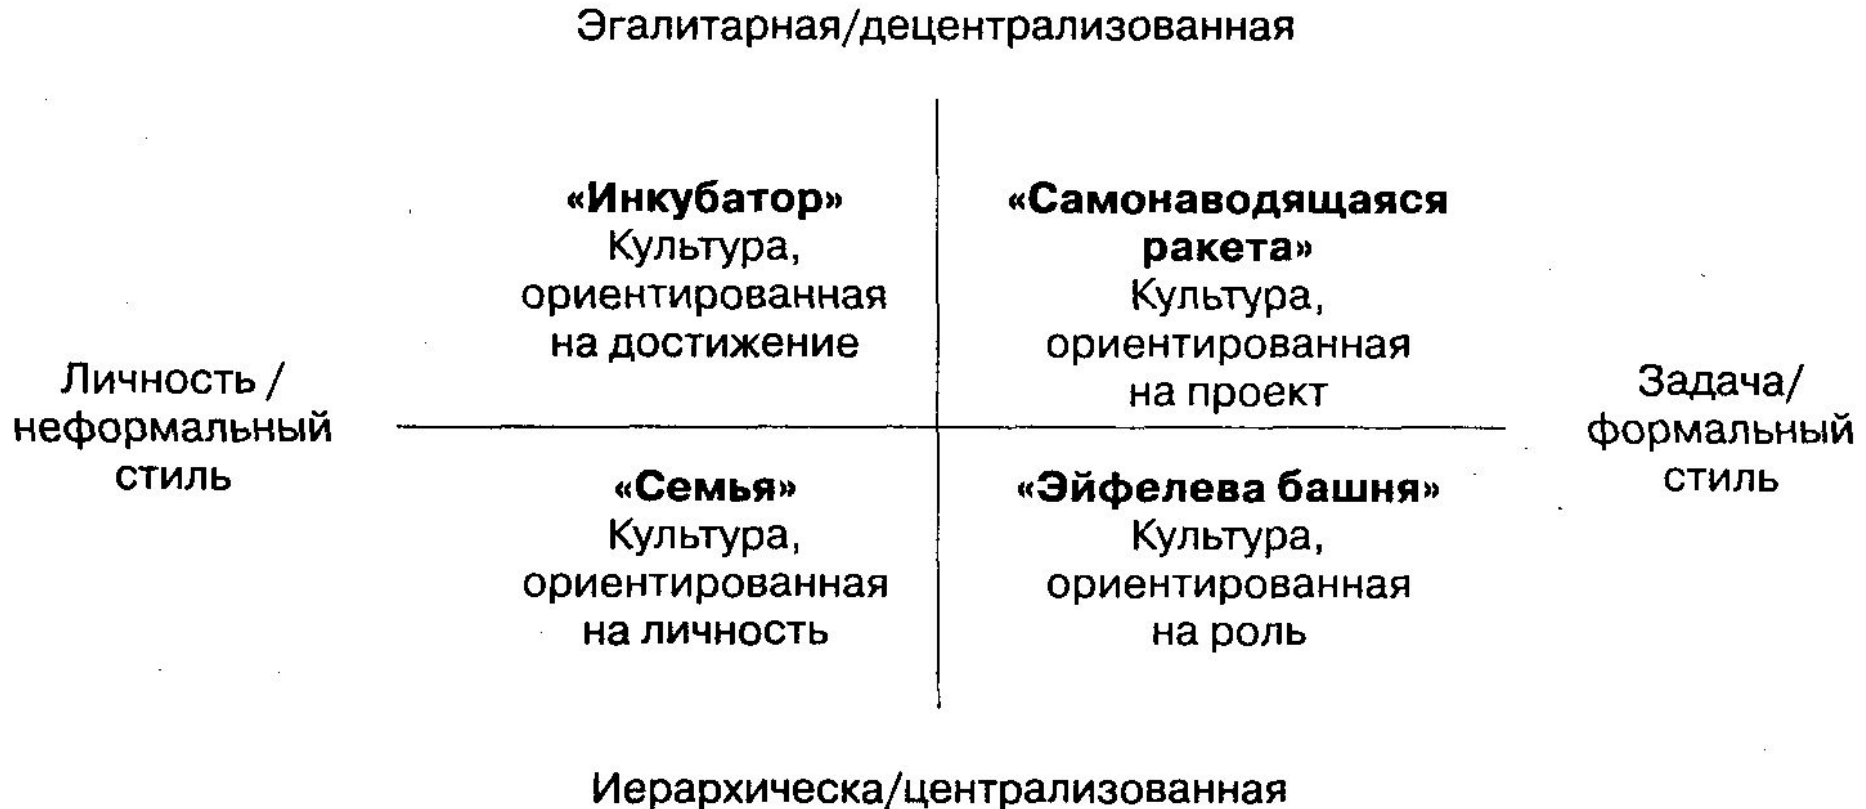 Эгалитарная/децентрализованная
«Инкубатор»
Культура,
ориентированная
на достижение
«Самонаводящаяся
ракета»
Культура,
ориентированная
на проект
Личность /
неформальный
стиль
Задача/
формальный
стиль
«Семья»
Культура,
ориентированная
на личность
«Эйфелева башня»
Культура,
ориентированная
на роль
Иерархическа/централизованная